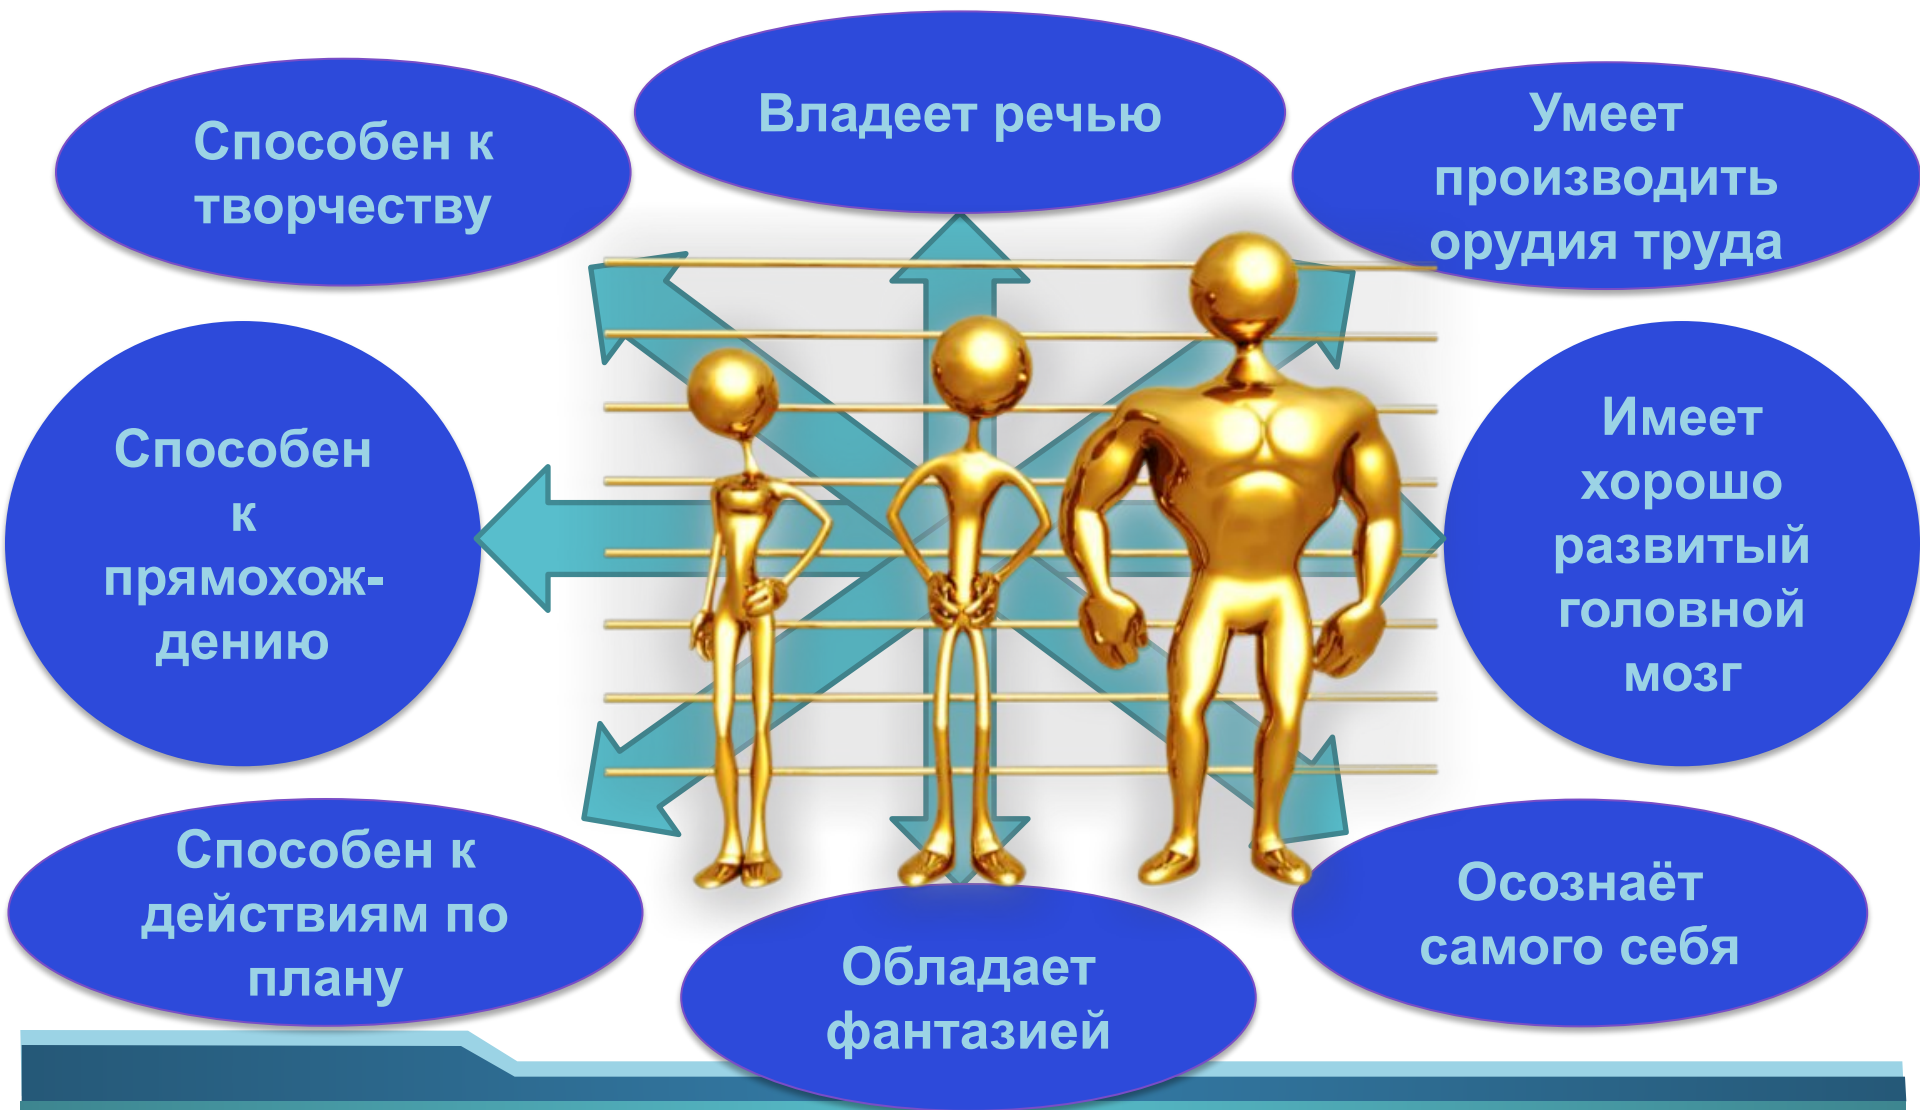 Способен к
творчеству
Владеет речью
Умеет
производить
орудия труда
Способен
к
прямохож-
дению
Имеет
хорошо
развитый
головной
мозг
Способен к
действиям по
плану
Обладает
фантазией
Осознаёт
самого себя